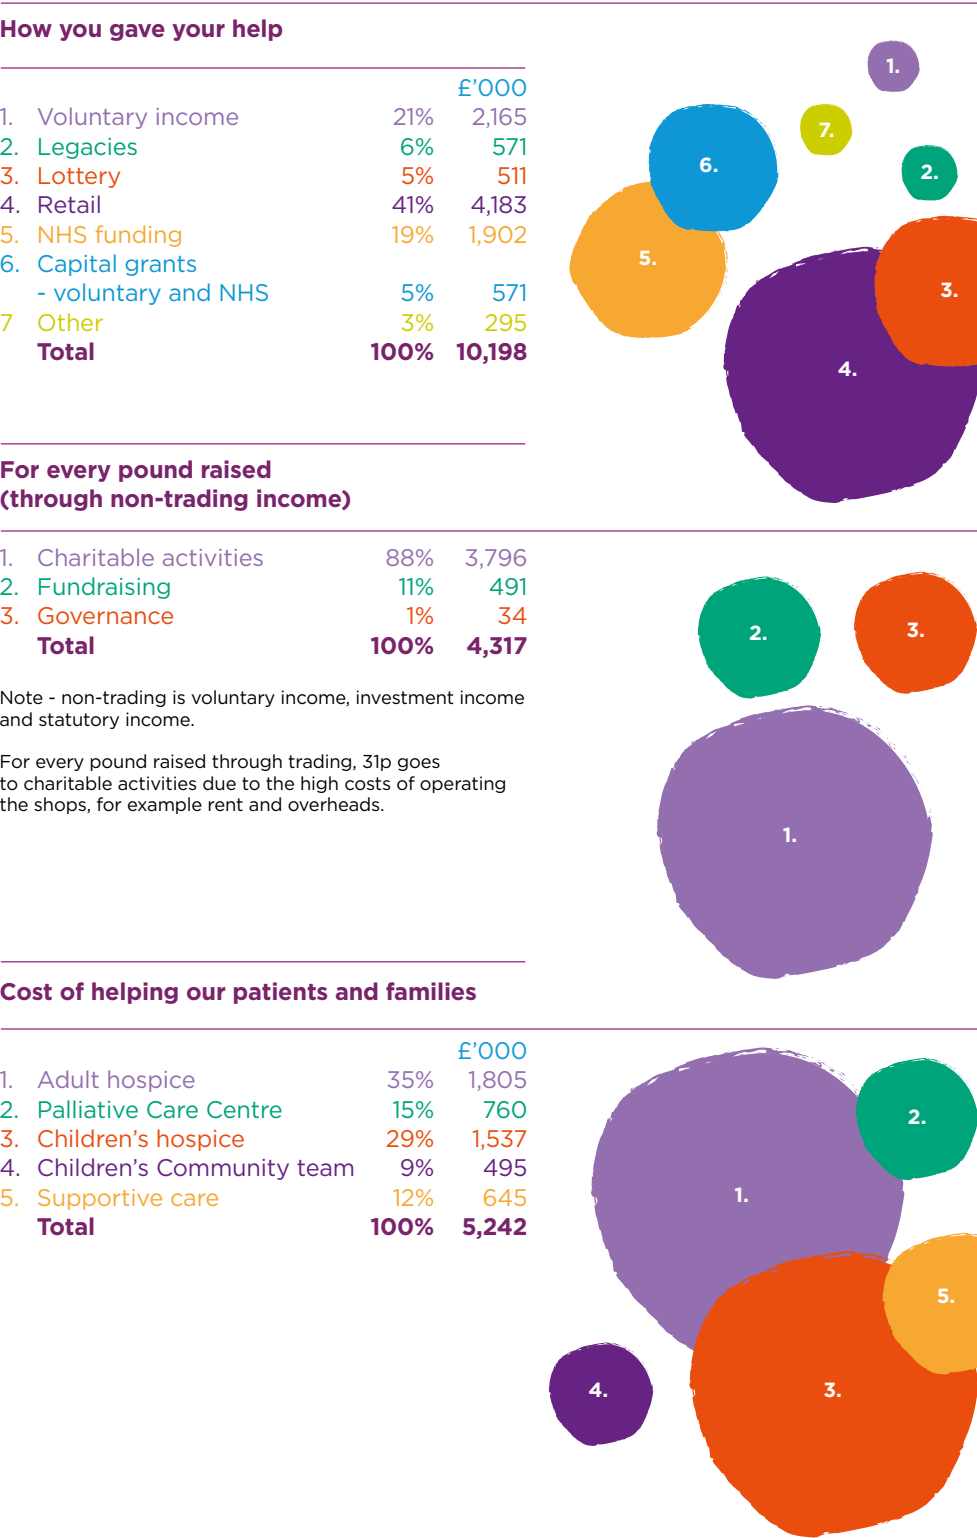 How you gave your help
£’000
1. Voluntary income 21% 2,165
2. Legacies 6% 571
3. Lottery 5% 511
4. Retail 41% 4,183
5. NHS funding 19% 1,902
6. Capital grants
- voluntary and NHS 5% 571
7 Other 3% 295
Total 100% 10,198
1.
7.
6.
2.
5.
3.
4.
For every pound raised
(through non-trading income)
1. Charitable activities 88% 3,796
2. Fundraising 11% 491
3. Governance 1% 34
Total 100% 4,317
Note - non-trading is voluntary income, investment income
and statutory income.
For every pound raised through trading, 31p goes
to charitable activities due to the high costs of operating
the shops, for example rent and overheads.
2.
3.
1.
Cost of helping our patients and families
£’000
1. Adult hospice 35% 1,805
2. Palliative Care Centre 15% 760
3. Children’s hospice 29% 1,537
4. Children’s Community team 9% 495
5. Supportive care 12% 645
Total 100% 5,242
2.
1.
5.
4.
3.